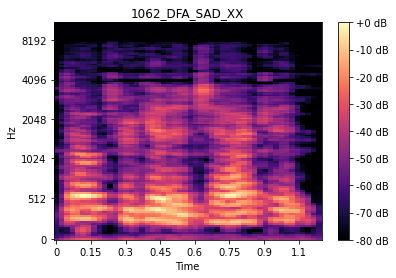 1062_DFA_SAD_XX
Hz
8192
4096
2048
1024
512
0
0 0.15 0.3 0.45 0.6 0.75 0.9 1.1
Time
+0 dB
-10 dB
-20 dB
-30 dB
-40 dB
-50 dB
-60 dB
-70 dB
-80 dB